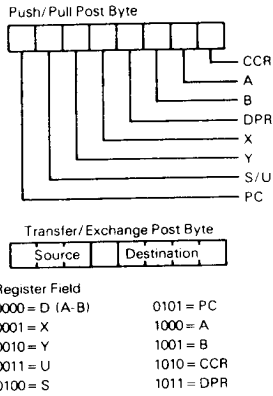 Push/Pull Post Byte
CCR
A
B
DPR
X
Y
S/U
PC
Transfer/Exchange Post Byte
Source Destination
Register Field
0000 = D (A-B) 0101 = PC
0001 = X 1000 = A
0010 = Y 1001 = B
0011 = U 1010 = CCR
0100 = S 1011 = DPR